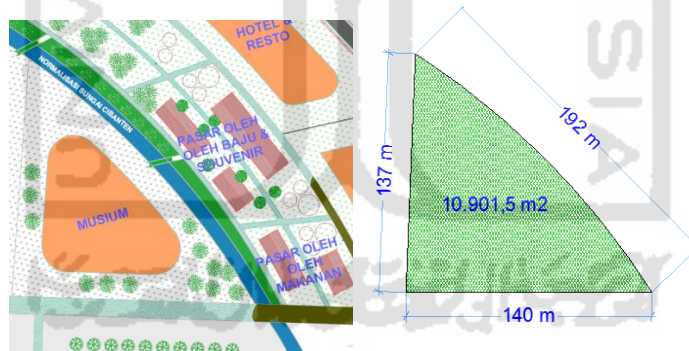 HOTEL &
RESTO
NORMALISASI SUNGAI CIBANTEN
PASAR OLEH
OLEH BAJU &
SOUVENIR
MUSIUM
PASAR OLEH
OLEH
MAKANAN
137 m
192 m
10.901,5 m2
140 m